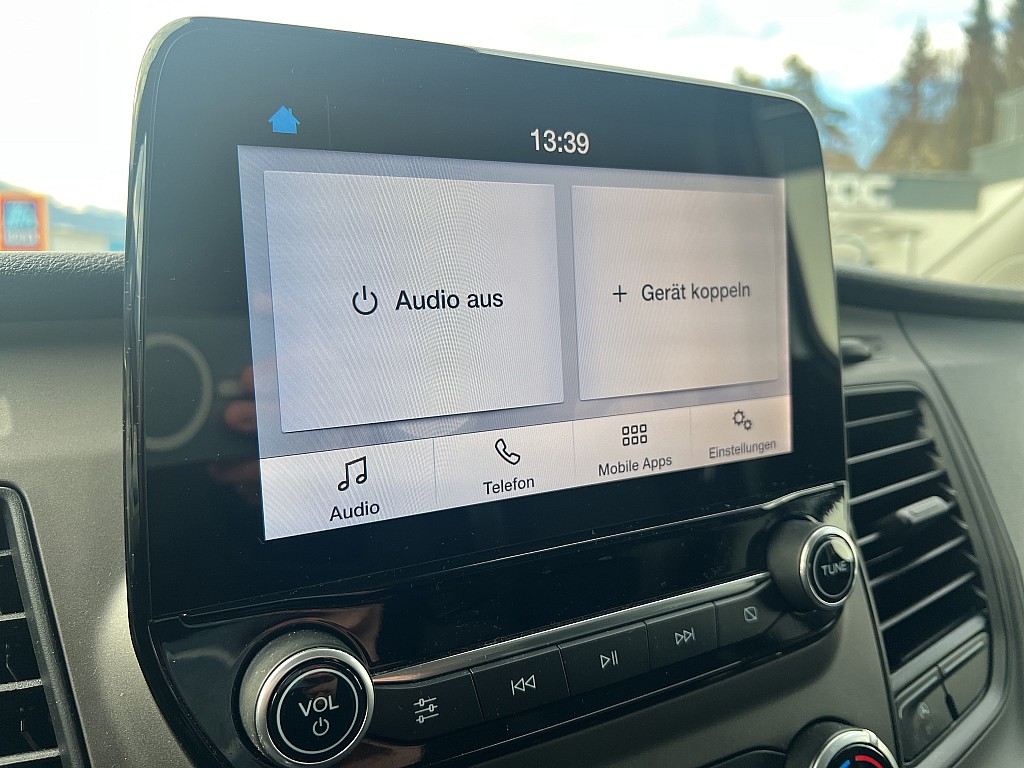 13:39
Audio aus
+ Gerät koppeln
Audio
Telefon
Mobile Apps
Einstellungen
VOL
TUNE